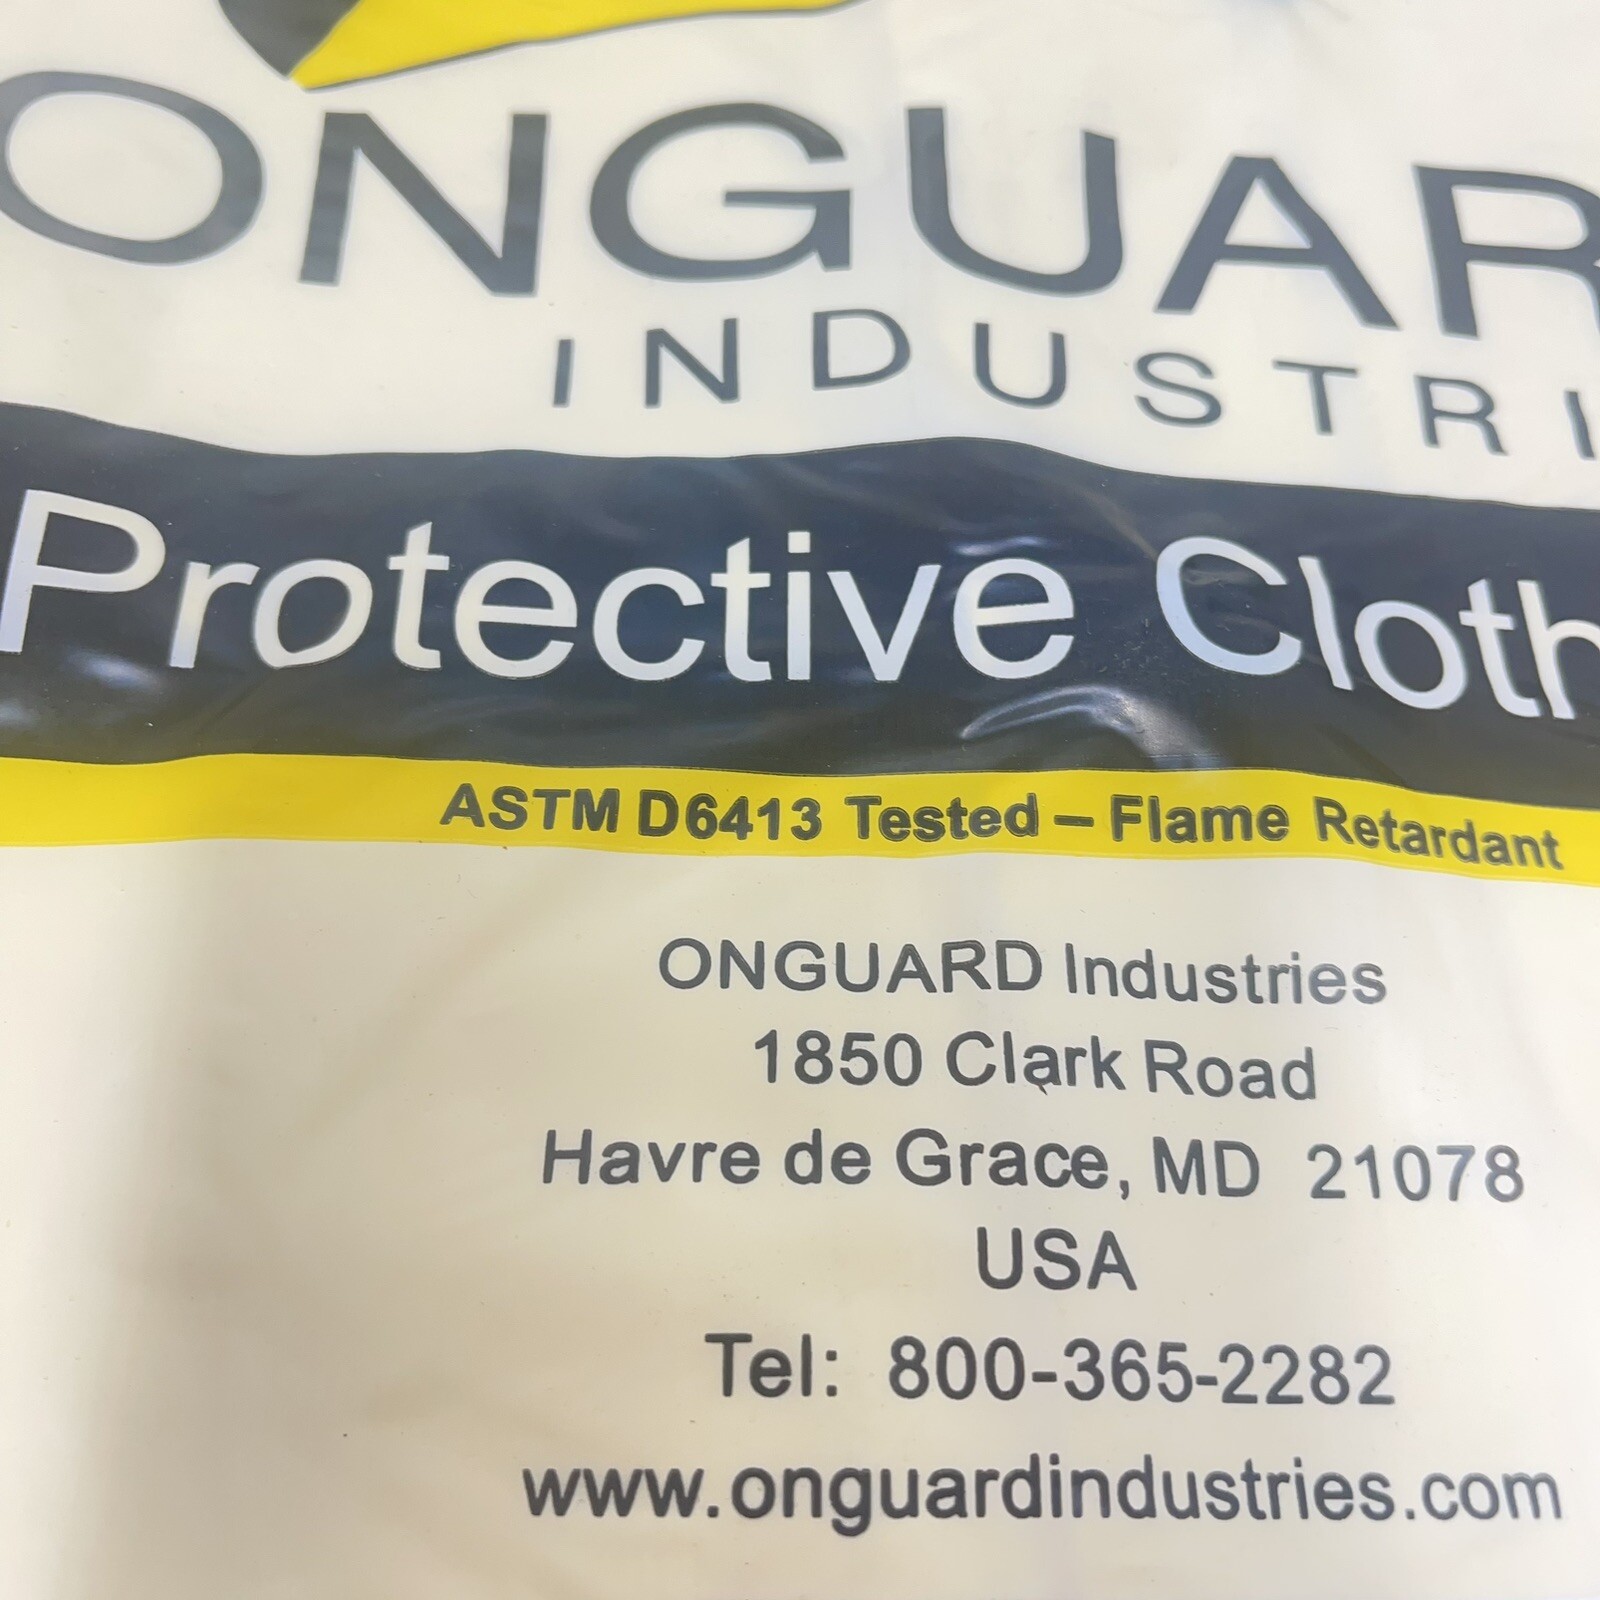 ONGUAR
INDUSTRI
Protective Cloth
ASTM D6413 Tested – Flame Retardant
ONGUARD Industries
1850 Clark Road
Havre de Grace, MD 21078
USA
Tel: 800-365-2282
www.onguardindustries.com